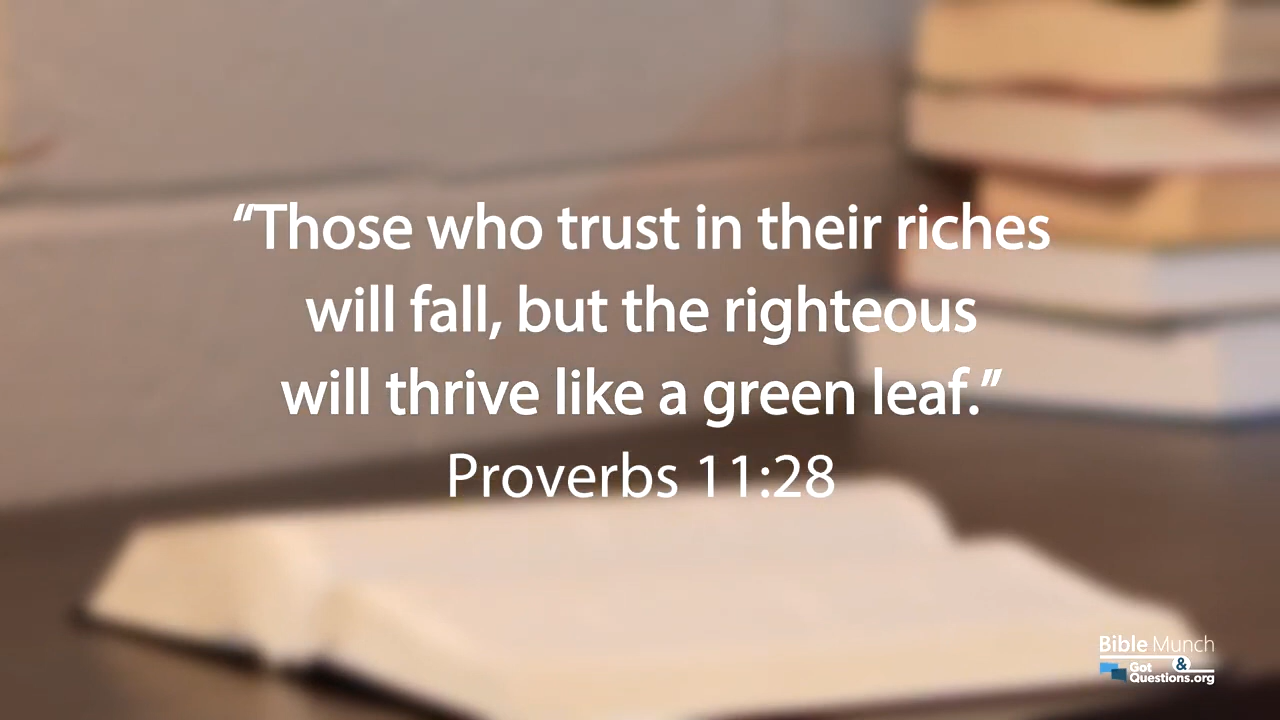 “Those who trust in their riches
will fall, but the righteous
will thrive like a green leaf.”
Proverbs 11:28
Bible Munch
&
Got
Questions.org